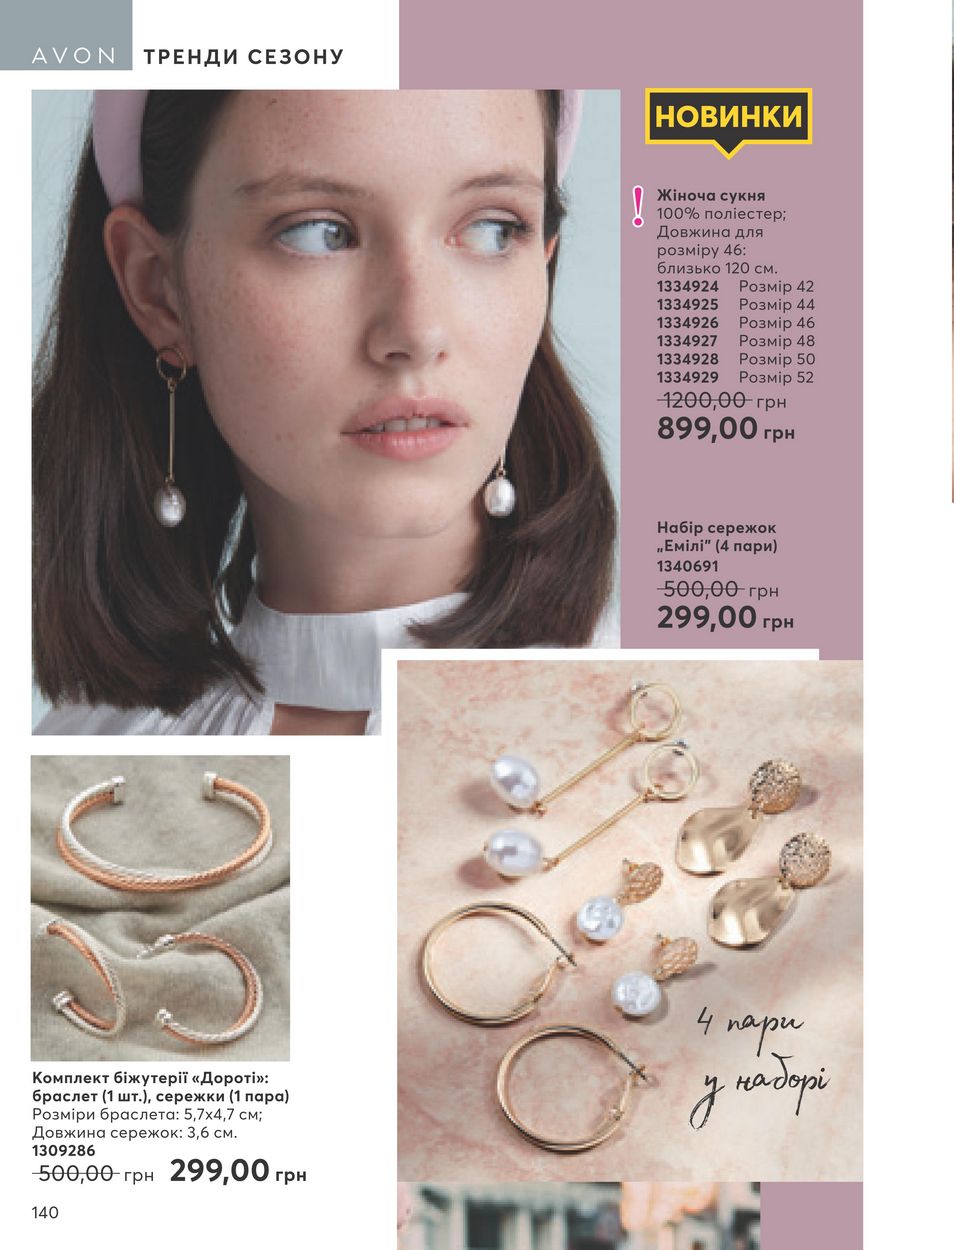 AVON ТРЕНДИ СЕЗОНУ
НОВИНКИ
Жіноча сукня
100% поліестер;
Довжина для
розміру 46:
близько 120 см.
1334924 Розмір 42
1334925 Розмір 44
1334926 Розмір 46
1334927 Розмір 48
1334928 Розмір 50
1334929 Розмір 52
1200,00 грн
899,00 грн
Набір сережок
„Емілі” (4 пари)
1340691
500,00 грн
299,00 грн
4 пари
у наборі
Комплект біжутерії «Дороті»:
браслет (1 шт.), сережки (1 пара)
Розміри браслета: 5,7х4,7 см;
Довжина сережок: 3,6 см.
1309286
500,00 грн 299,00 грн
140